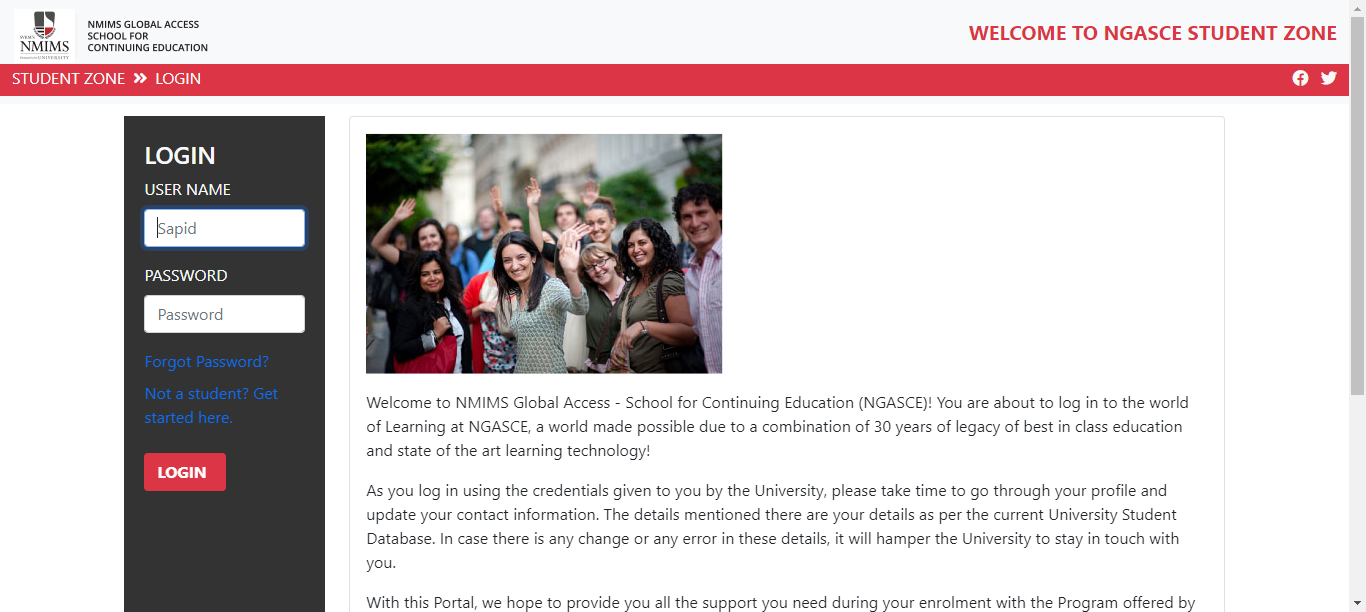 SVKM'S
NMIMS
NMIMS GLOBAL ACCESS
SCHOOL FOR
CONTINUING EDUCATION
WELCOME TO NGASCE STUDENT ZONE
STUDENT ZONE » LOGIN
LOGIN
USER NAME
Sapid
PASSWORD
Password
Forgot Password?
Not a student? Get
started here.
LOGIN
Welcome to NMIMS Global Access - School for Continuing Education (NGASCE)! You are about to log in to the world
of Learning at NGASCE, a world made possible due to a combination of 30 years of legacy of best in class education
and state of the art learning technology!
As you log in using the credentials given to you by the University, please take time to go through your profile and
update your contact information. The details mentioned there are your details as per the current University Student
Database. In case there is any change or any error in these details, it will hamper the University to stay in touch with
you.
With this Portal, we hope to provide you all the support you need during your enrolment with the Program offered by